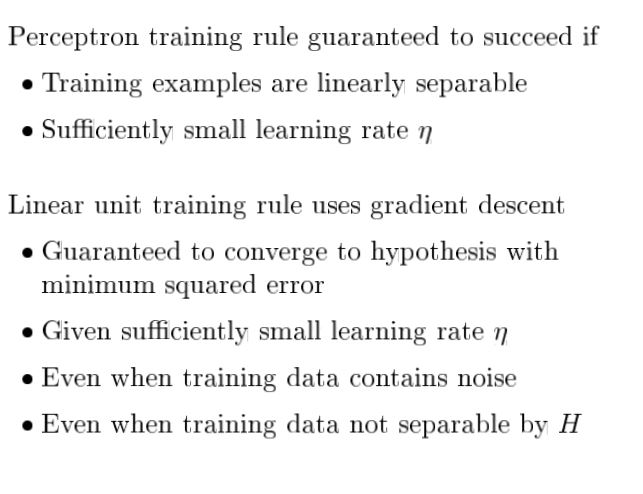 Perceptron training rule guaranteed to succeed if
• Training examples are linearly separable
• Sufficiently small learning rate η
Linear unit training rule uses gradient descent
• Guaranteed to converge to hypothesis with
minimum squared error
• Given sufficiently small learning rate η
• Even when training data contains noise
• Even when training data not separable by H